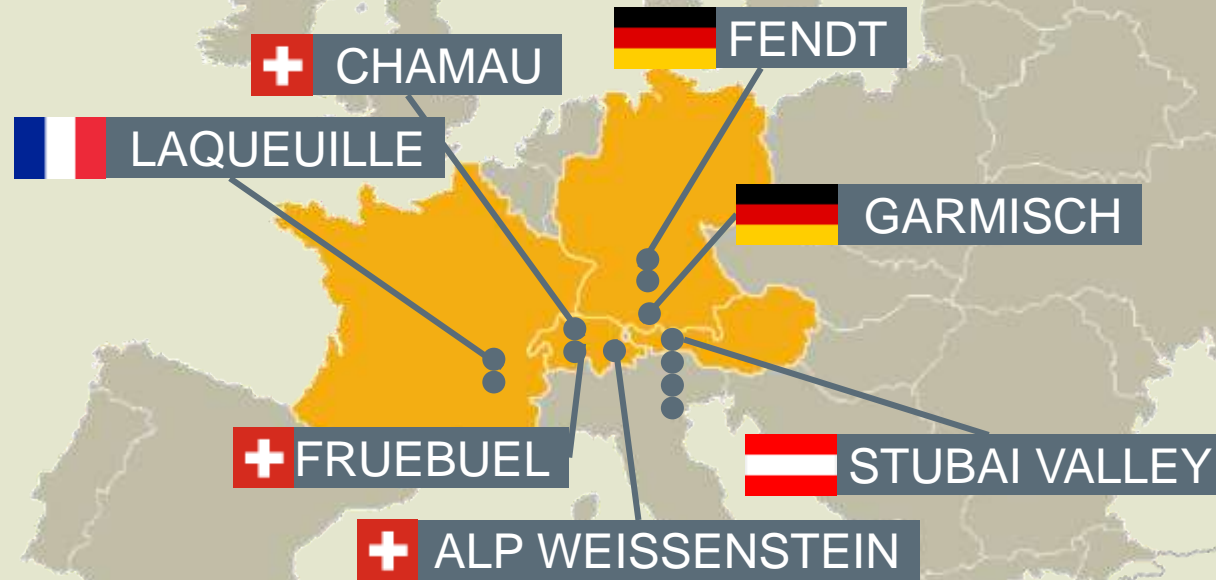 FENDT
CHAMAU
LAQUEUILLE
GARMISCH
FRUEBUEL
STUBAI VALLEY
ALP WEISSENSTEIN